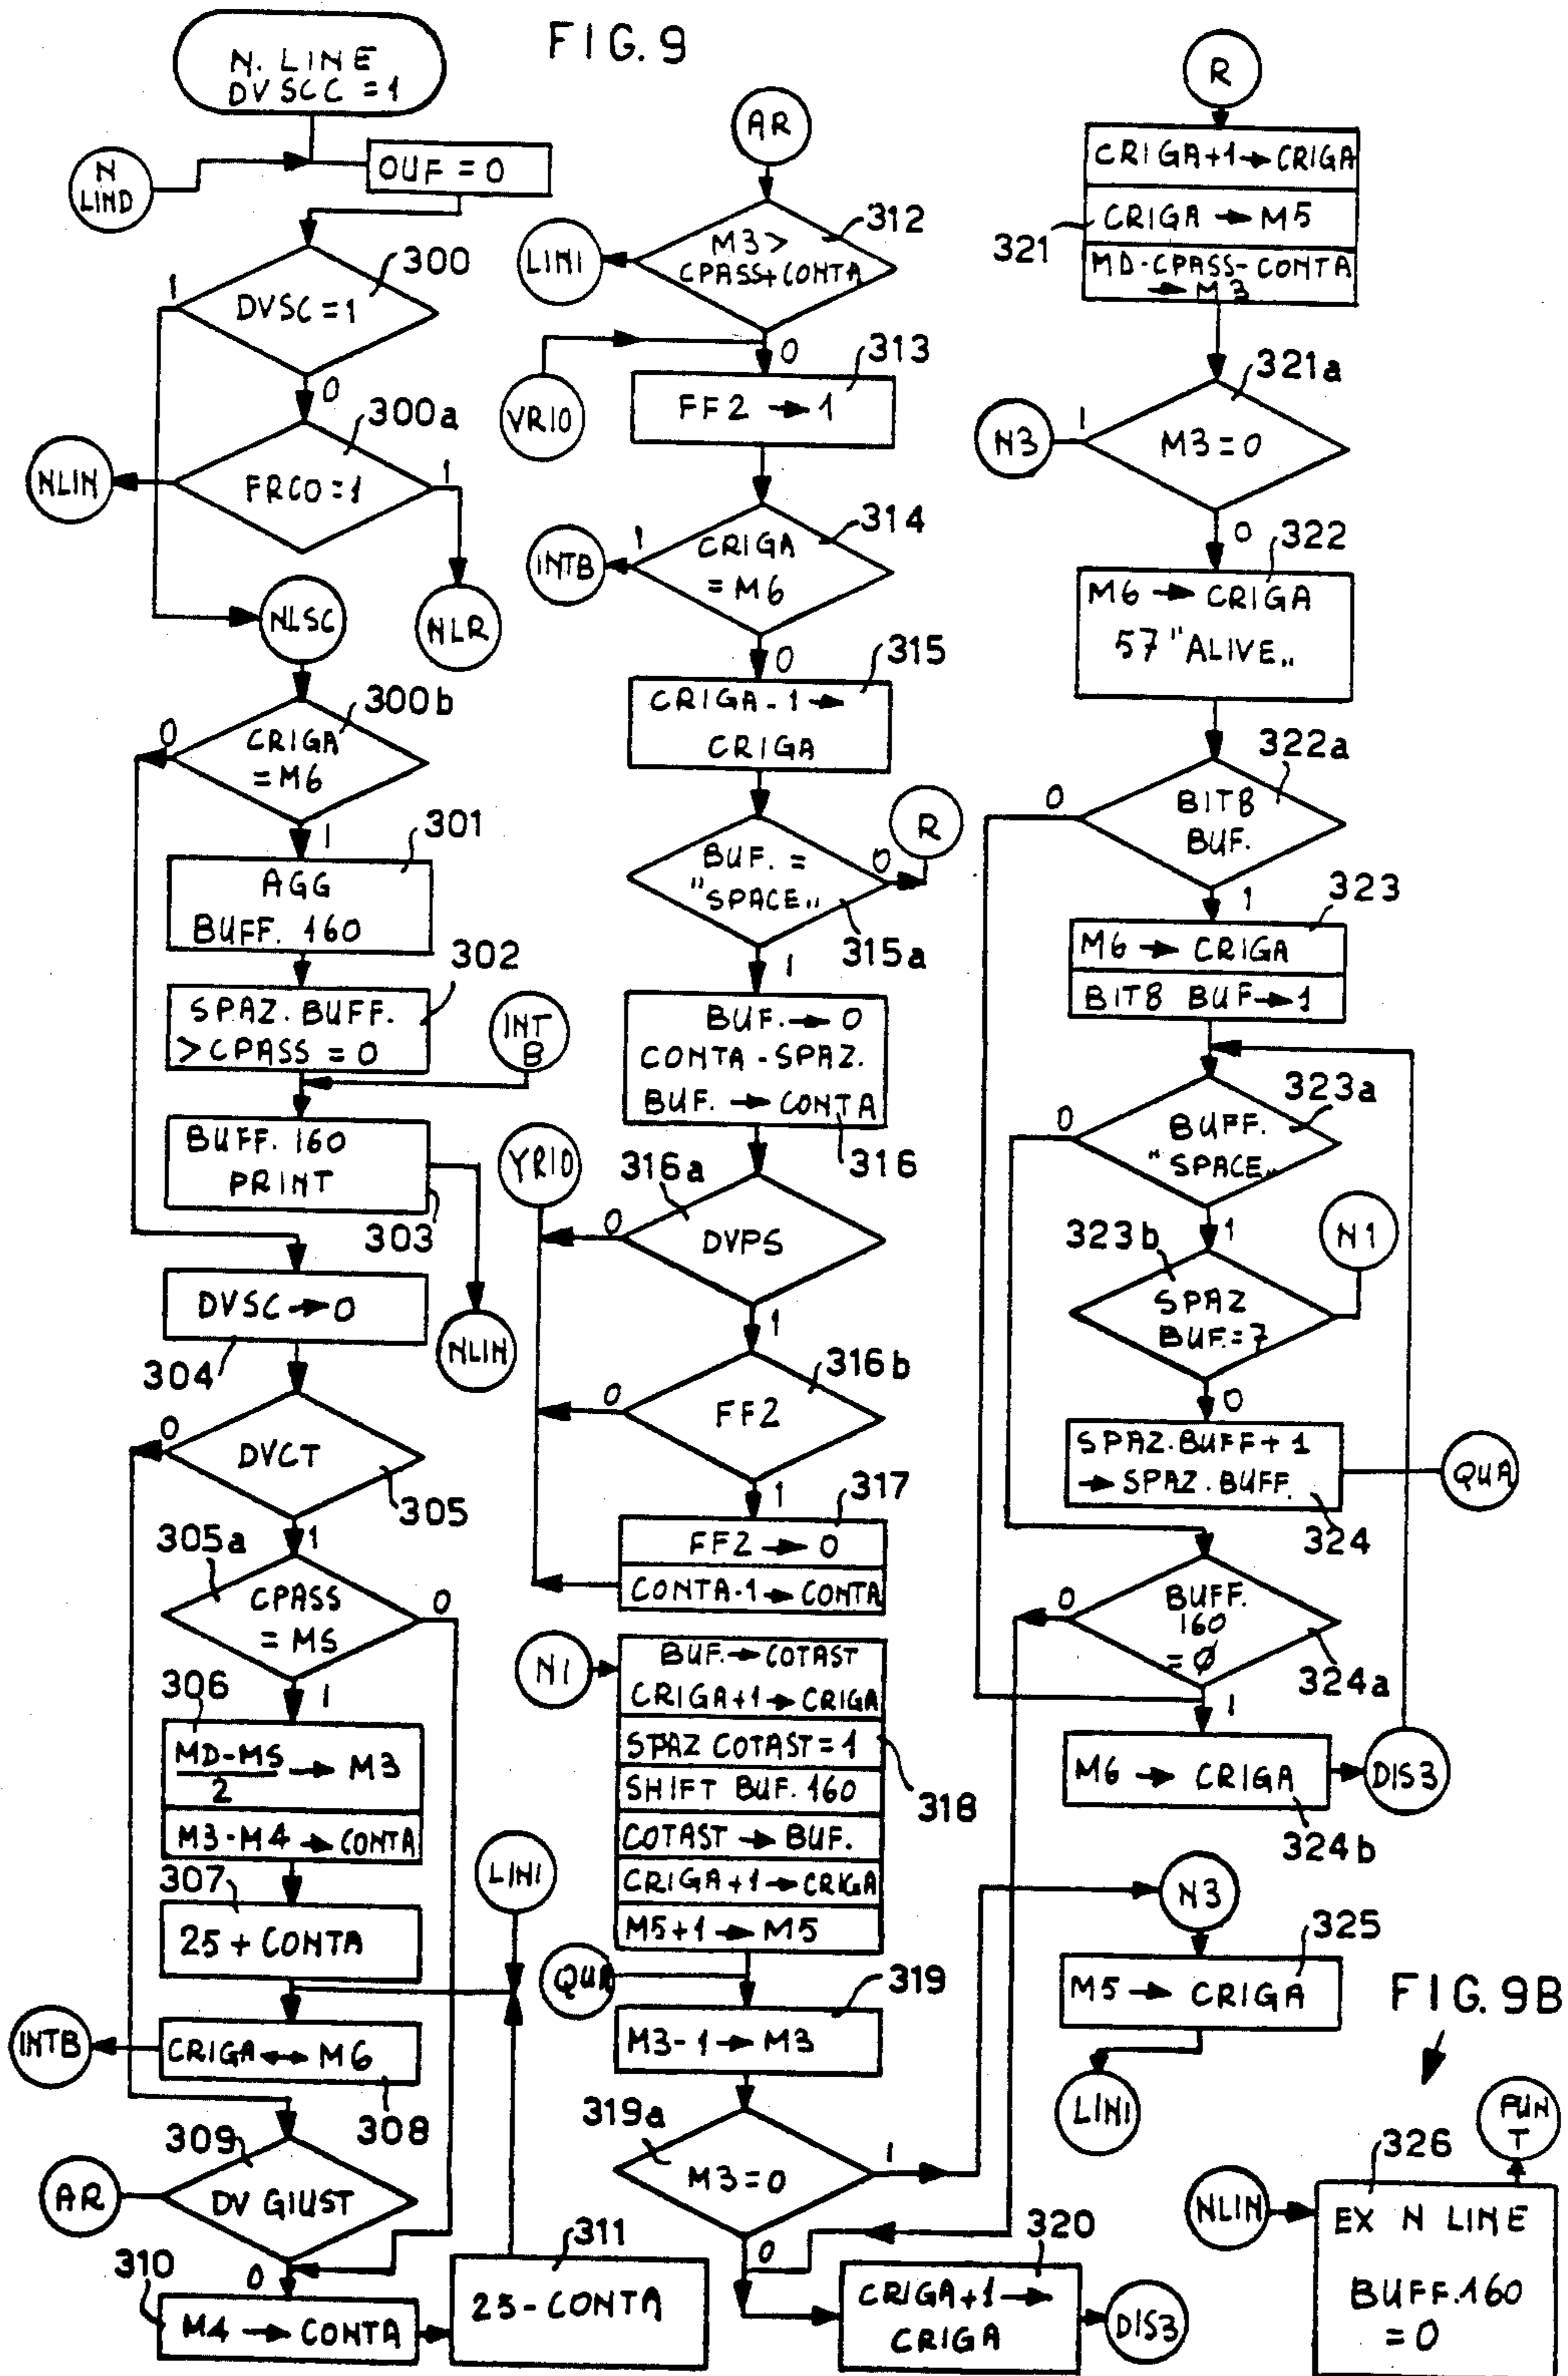 FIG. 9
N. LINE
DVSCC = 1
N
LIND
OUF = 0
300
1
DVSC = 1
0
300a
NLIN
FRCO = 1
1
NLSC
NLR
300b
0
CRIGA
= M6
1
301
AGG
BUFF. 160
302
SPAZ. BUFF.
> CPASS = 0
INT
B
BUFF. 160
PRINT
303
DVSC → 0
304
NLIN
0
DVCT
305
1
305a
CPASS
= MS
0
306
1
MD-MS
2
→ M3
M3-M4 → CONTA
307
25 + CONTA
LINI
INTB
CRIGA ↔ M6
308
309
AR
DV GIUST
310
0
M4 → CONTA
311
25 - CONTA
AR
312
LINI
M3 >
CPASS+CONTA
0
313
VRIO
FF2 → 1
314
1
INTB
CRIGA
= M6
0
315
CRIGA - 1 →
CRIGA
R
BUF. =
"SPACE„
0
315a
1
BUF. → 0
CONTA - SPAZ.
BUF. → CONTA
316
YRIO
316a
0
DVPS
1
316b
0
FF2
1
317
FF2 → 0
CONTA-1 → CONTA
N1
BUF. → COTAST
CRIGA+1 → CRIGA
SPAZ COTAST = 1
SHIFT BUF. 160
318
COTAST → BUF.
CRIGA+1 → CRIGA
M5+1 → M5
QUA
319
M3-1 → M3
319a
M3 = 0
1
0
320
CRIGA+1 →
CRIGA
DIS3
R
CRIGA+1 → CRIGA
CRIGA → M5
321
MD-CPASS-CONTA
→ M3
321a
N3
1
M3 = 0
0
322
M6 → CRIGA
57 "ALIVE„
322a
0
BIT8
BUF.
1
323
M6 → CRIGA
BIT8 BUF → 1
323a
0
BUFF.
"SPACE„
1
323b
N1
SPAZ
BUF. = 7
0
SPAZ.BUFF + 1
→ SPAZ.BUFF.
QUA
324
0
BUFF.
160
= Ø
324a
1
M6 → CRIGA
DIS3
324b
N3
325
M5 → CRIGA
LINI
FIG. 9B
326
PUN
T
NLIN
EX N LINE
BUFF.160
= 0